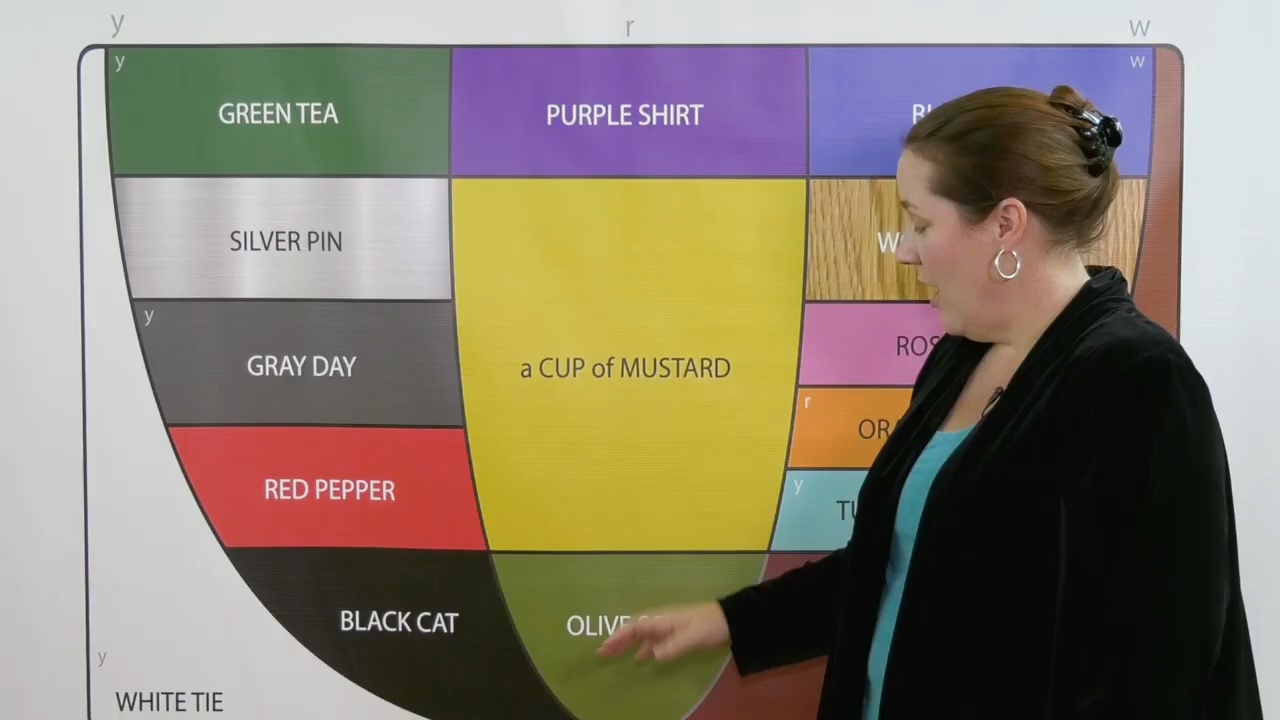 y r w
y w
GREEN TEA PURPLE SHIRT
SILVER PIN
y
GRAY DAY a CUP of MUSTARD
r
RED PEPPER
y
BLACK CAT
y
WHITE TIE